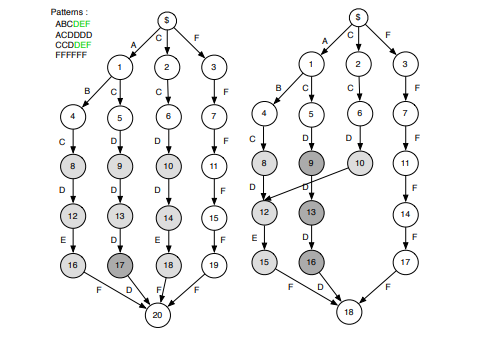 Patterns :
ABCDEF
ACDDDD
CCDDEF
FFFFFF
$
A C F
1 2 3
B C C F
4 5 6 7
C D D F
8 9 10 11
D D D F
12 13 14 15
E D E F
16 17 18 19
F D F F
20
$
A C F
1 2 3
B C C F
4 5 6 7
C D D F
8 9 10 11
D D F
12 13 14
E D F
15 16 17
F D F
18